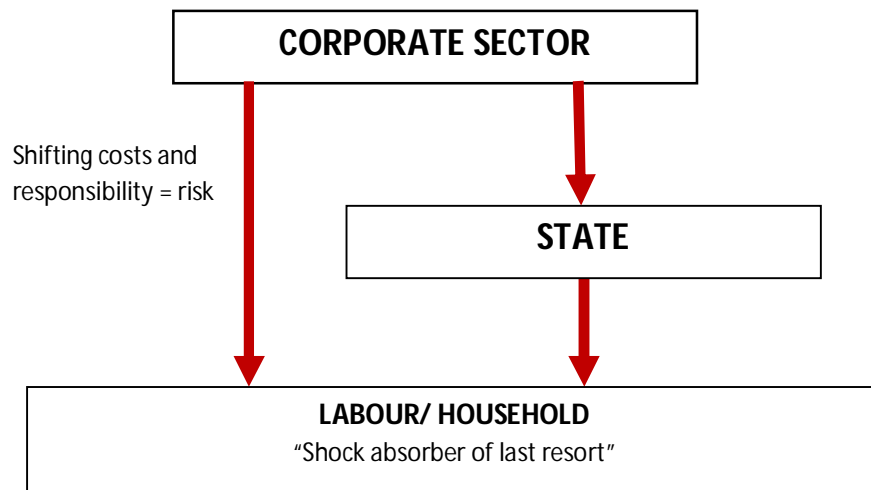 CORPORATE SECTOR
Shifting costs and
responsibility = risk
STATE
LABOUR/ HOUSEHOLD
“Shock absorber of last resort”